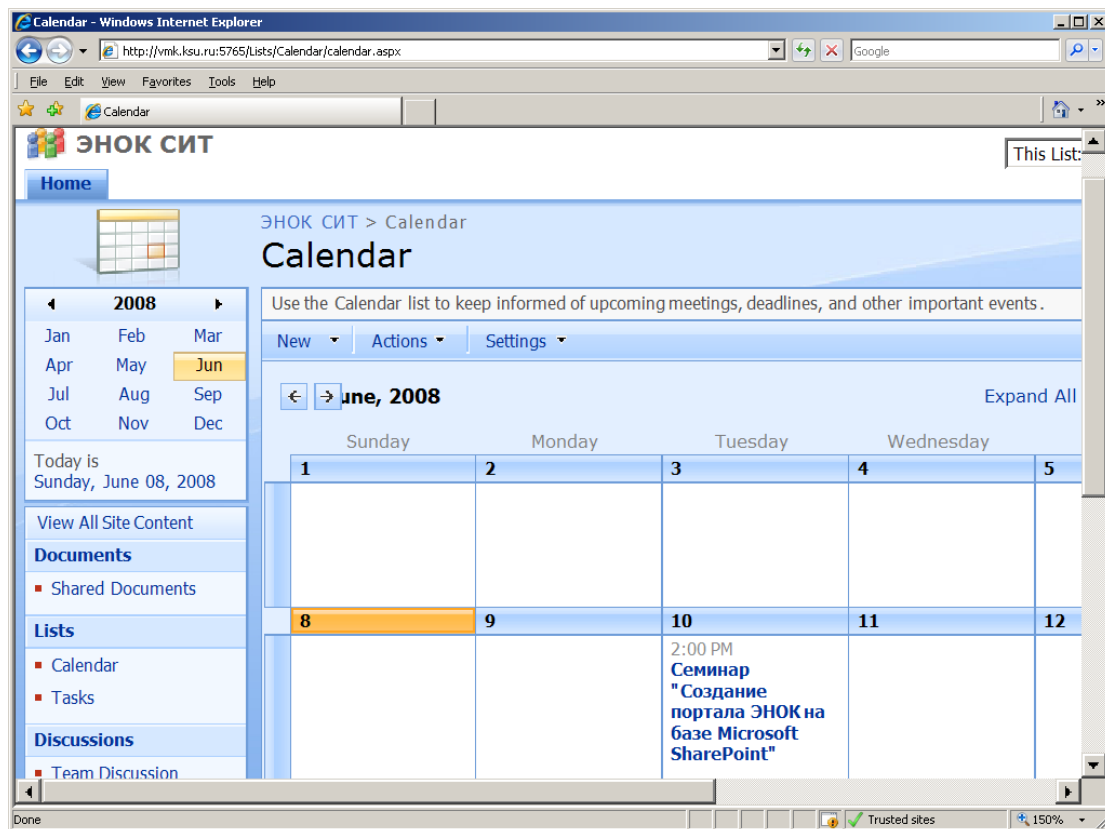 Calendar - Windows Internet Explorer
http://vmk.ksu.ru:5765/Lists/Calendar/calendar.aspx
Google
File Edit View Favorites Tools Help
Calendar
ЭНОК СИТ
This List:
Home
ЭНОК СИТ > Calendar
Calendar
2008
Jan Feb Mar
Apr May Jun
Jul Aug Sep
Oct Nov Dec
Today is
Sunday, June 08, 2008
View All Site Content
Documents
Shared Documents
Lists
Calendar
Tasks
Discussions
Team Discussion
Use the Calendar list to keep informed of upcoming meetings, deadlines, and other important events.
New Actions Settings
une, 2008
Expand All
Sunday Monday Tuesday Wednesday
1 2 3 4 5
8 9 10 11 12
2:00 PM
Семинар
"Создание
портала ЭНОК на
базе Microsoft
SharePoint"
Done
Trusted sites
150%